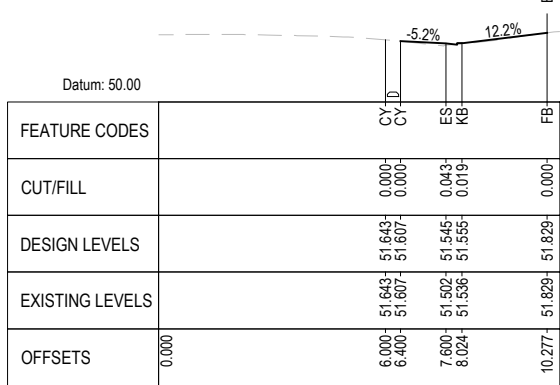 -5.2% 12.2%
Datum: 50.00
D
FEATURE CODES CY CY ES KB FB
CUT/FILL 0.000 0.000 0.043 0.019 0.000
DESIGN LEVELS 51.643 51.607 51.545 51.555 51.829
EXISTING LEVELS 51.643 51.607 51.502 51.536 51.829
OFFSETS 0.000 6.000 6.400 7.600 8.024 10.277